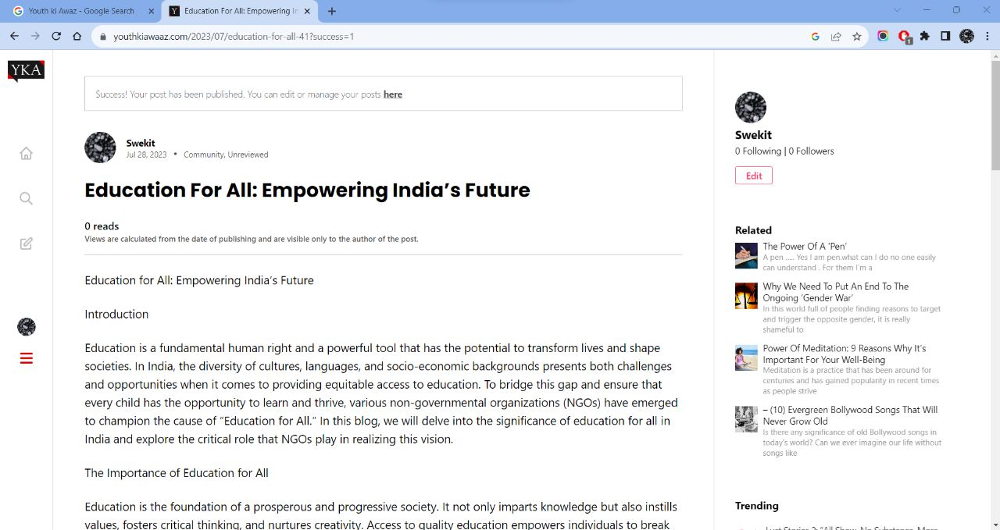 Youth ki Awaz - Google Search
Education For All: Empowering In
youthkiawaaz.com/2023/07/education-for-all-41?success=1
1
YKA
Success! Your post has been published. You can edit or manage your posts here
Swekit
Jul 28, 2023 • Community, Unreviewed
Education For All: Empowering India’s Future
0 reads
Views are calculated from the date of publishing and are visible only to the author of the post.
Education for All: Empowering India’s Future
Introduction
Education is a fundamental human right and a powerful tool that has the potential to transform lives and shape
societies. In India, the diversity of cultures, languages, and socio-economic backgrounds presents both challenges
and opportunities when it comes to providing equitable access to education. To bridge this gap and ensure that
every child has the opportunity to learn and thrive, various non-governmental organizations (NGOs) have emerged
to champion the cause of “Education for All.” In this blog, we will delve into the significance of education for all in
India and explore the critical role that NGOs play in realizing this vision.
The Importance of Education for All
Education is the foundation of a prosperous and progressive society. It not only imparts knowledge but also instills
values, fosters critical thinking, and nurtures creativity. Access to quality education empowers individuals to break
Swekit
0 Following | 0 Followers
Edit
Related
The Power Of A ‘Pen’
A pen ..... Yes I am pen.what can I do no one easily
can understand . For them I’m a
Why We Need To Put An End To The
Ongoing ‘Gender War’
In this world full of people finding reasons to target
and trigger the opposite gender, it is really
shameful to
Power Of Meditation: 9 Reasons Why It’s
Important For Your Well-Being
Meditation is a practice that has been around for
centuries and has gained popularity in recent times
as people strive
– (10) Evergreen Bollywood Songs That Will
Never Grow Old
Is there any significance of old Bollywood songs in
today’s world? Can we ever imagine our life without
songs like
Trending
Lust Stories 2: “All Show, No Substance, More